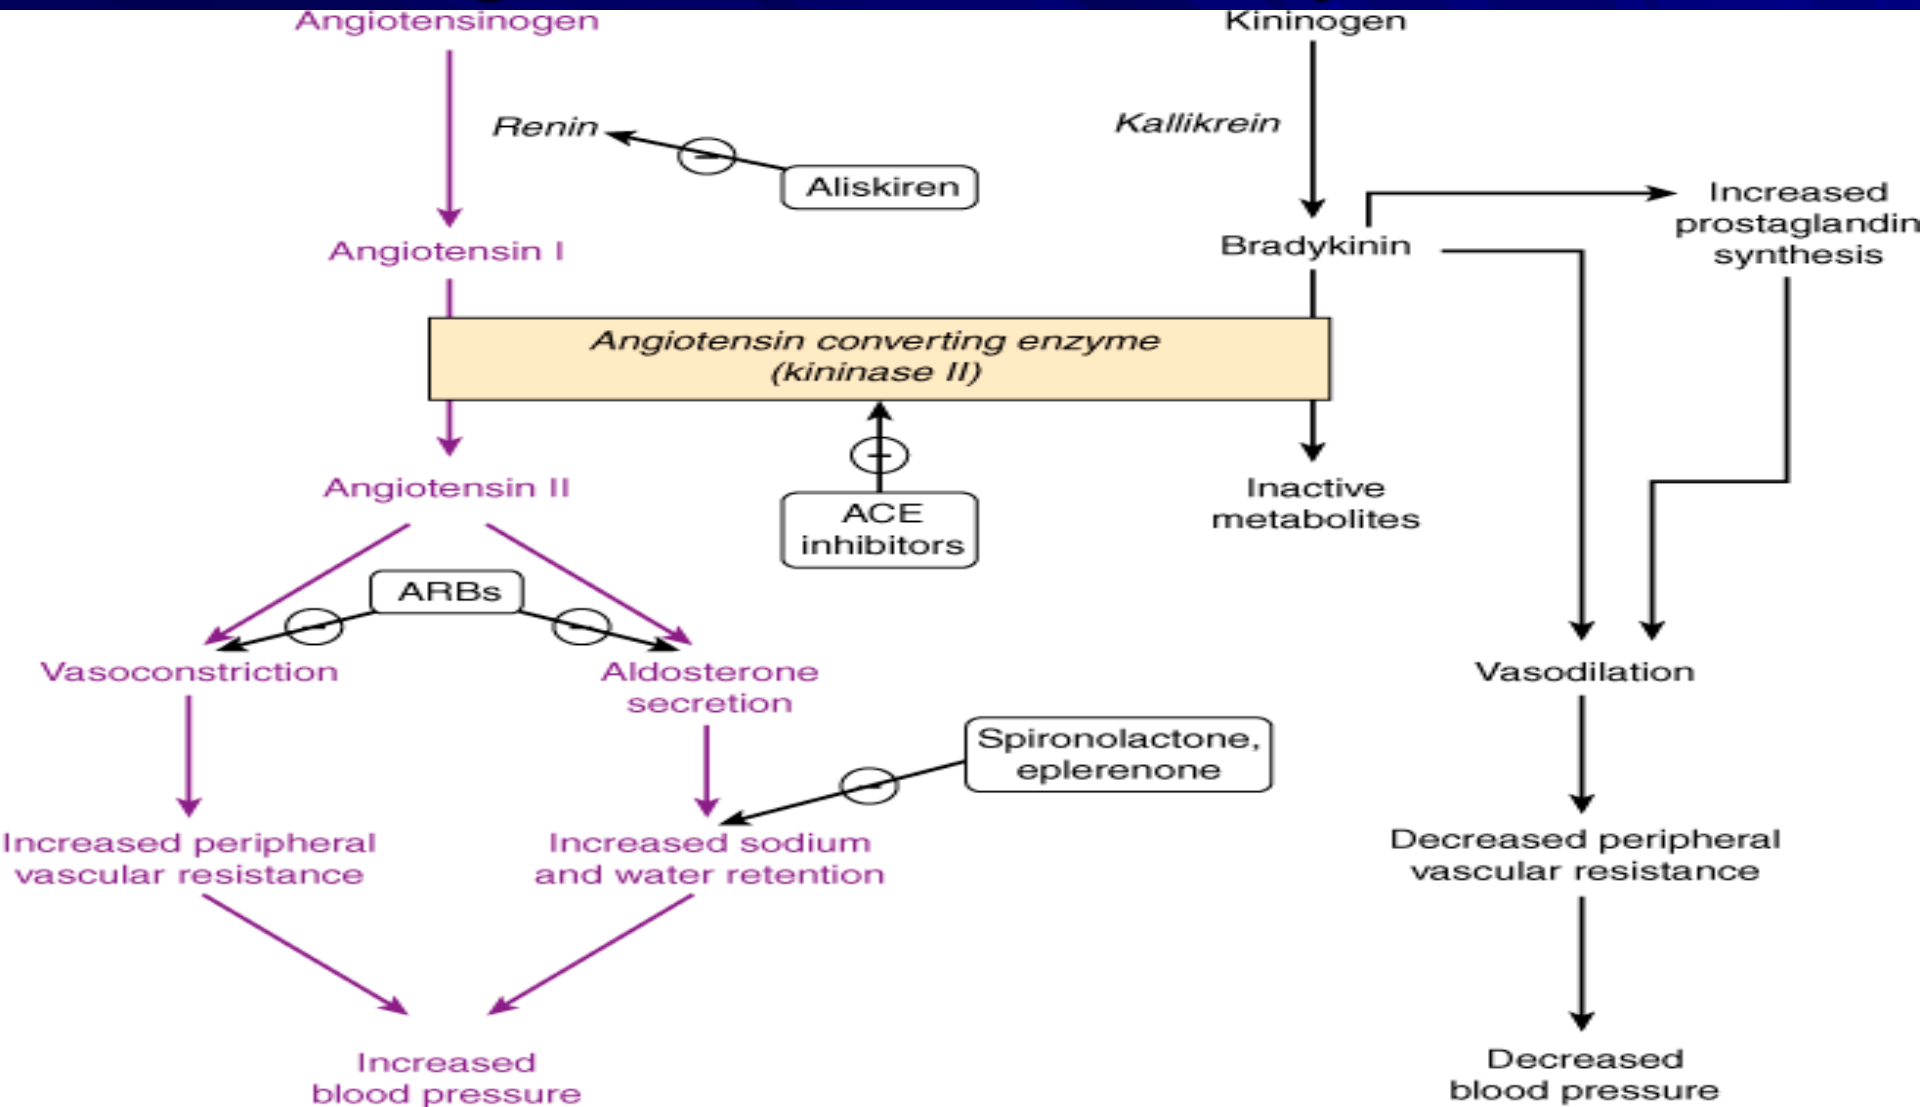 Angiotensinogen
Kininogen
Renin
Kallikrein
Aliskiren
Increased
prostaglandin
synthesis
Angiotensin I
Bradykinin
Angiotensin converting enzyme
(kininase II)
Angiotensin II
ACE
inhibitors
Inactive
metabolites
ARBs
Vasoconstriction
Aldosterone
secretion
Vasodilation
Spironolactone,
eplerenone
Increased peripheral
vascular resistance
Increased sodium
and water retention
Decreased peripheral
vascular resistance
Increased
blood pressure
Decreased
blood pressure